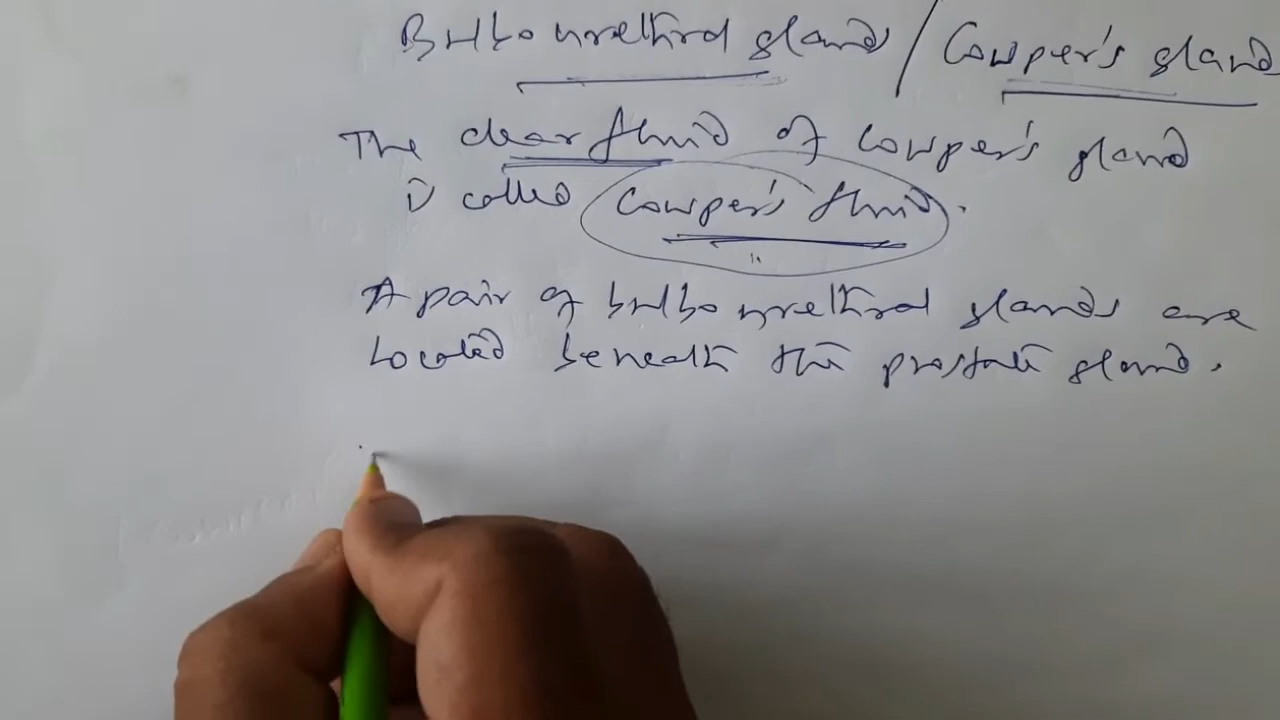 Bulbourethral gland / Cowper's gland
The clear fluid of Cowper's gland
is called Cowper's fluid.
A pair of bulbourethral glands are
Located beneath the prostate gland.